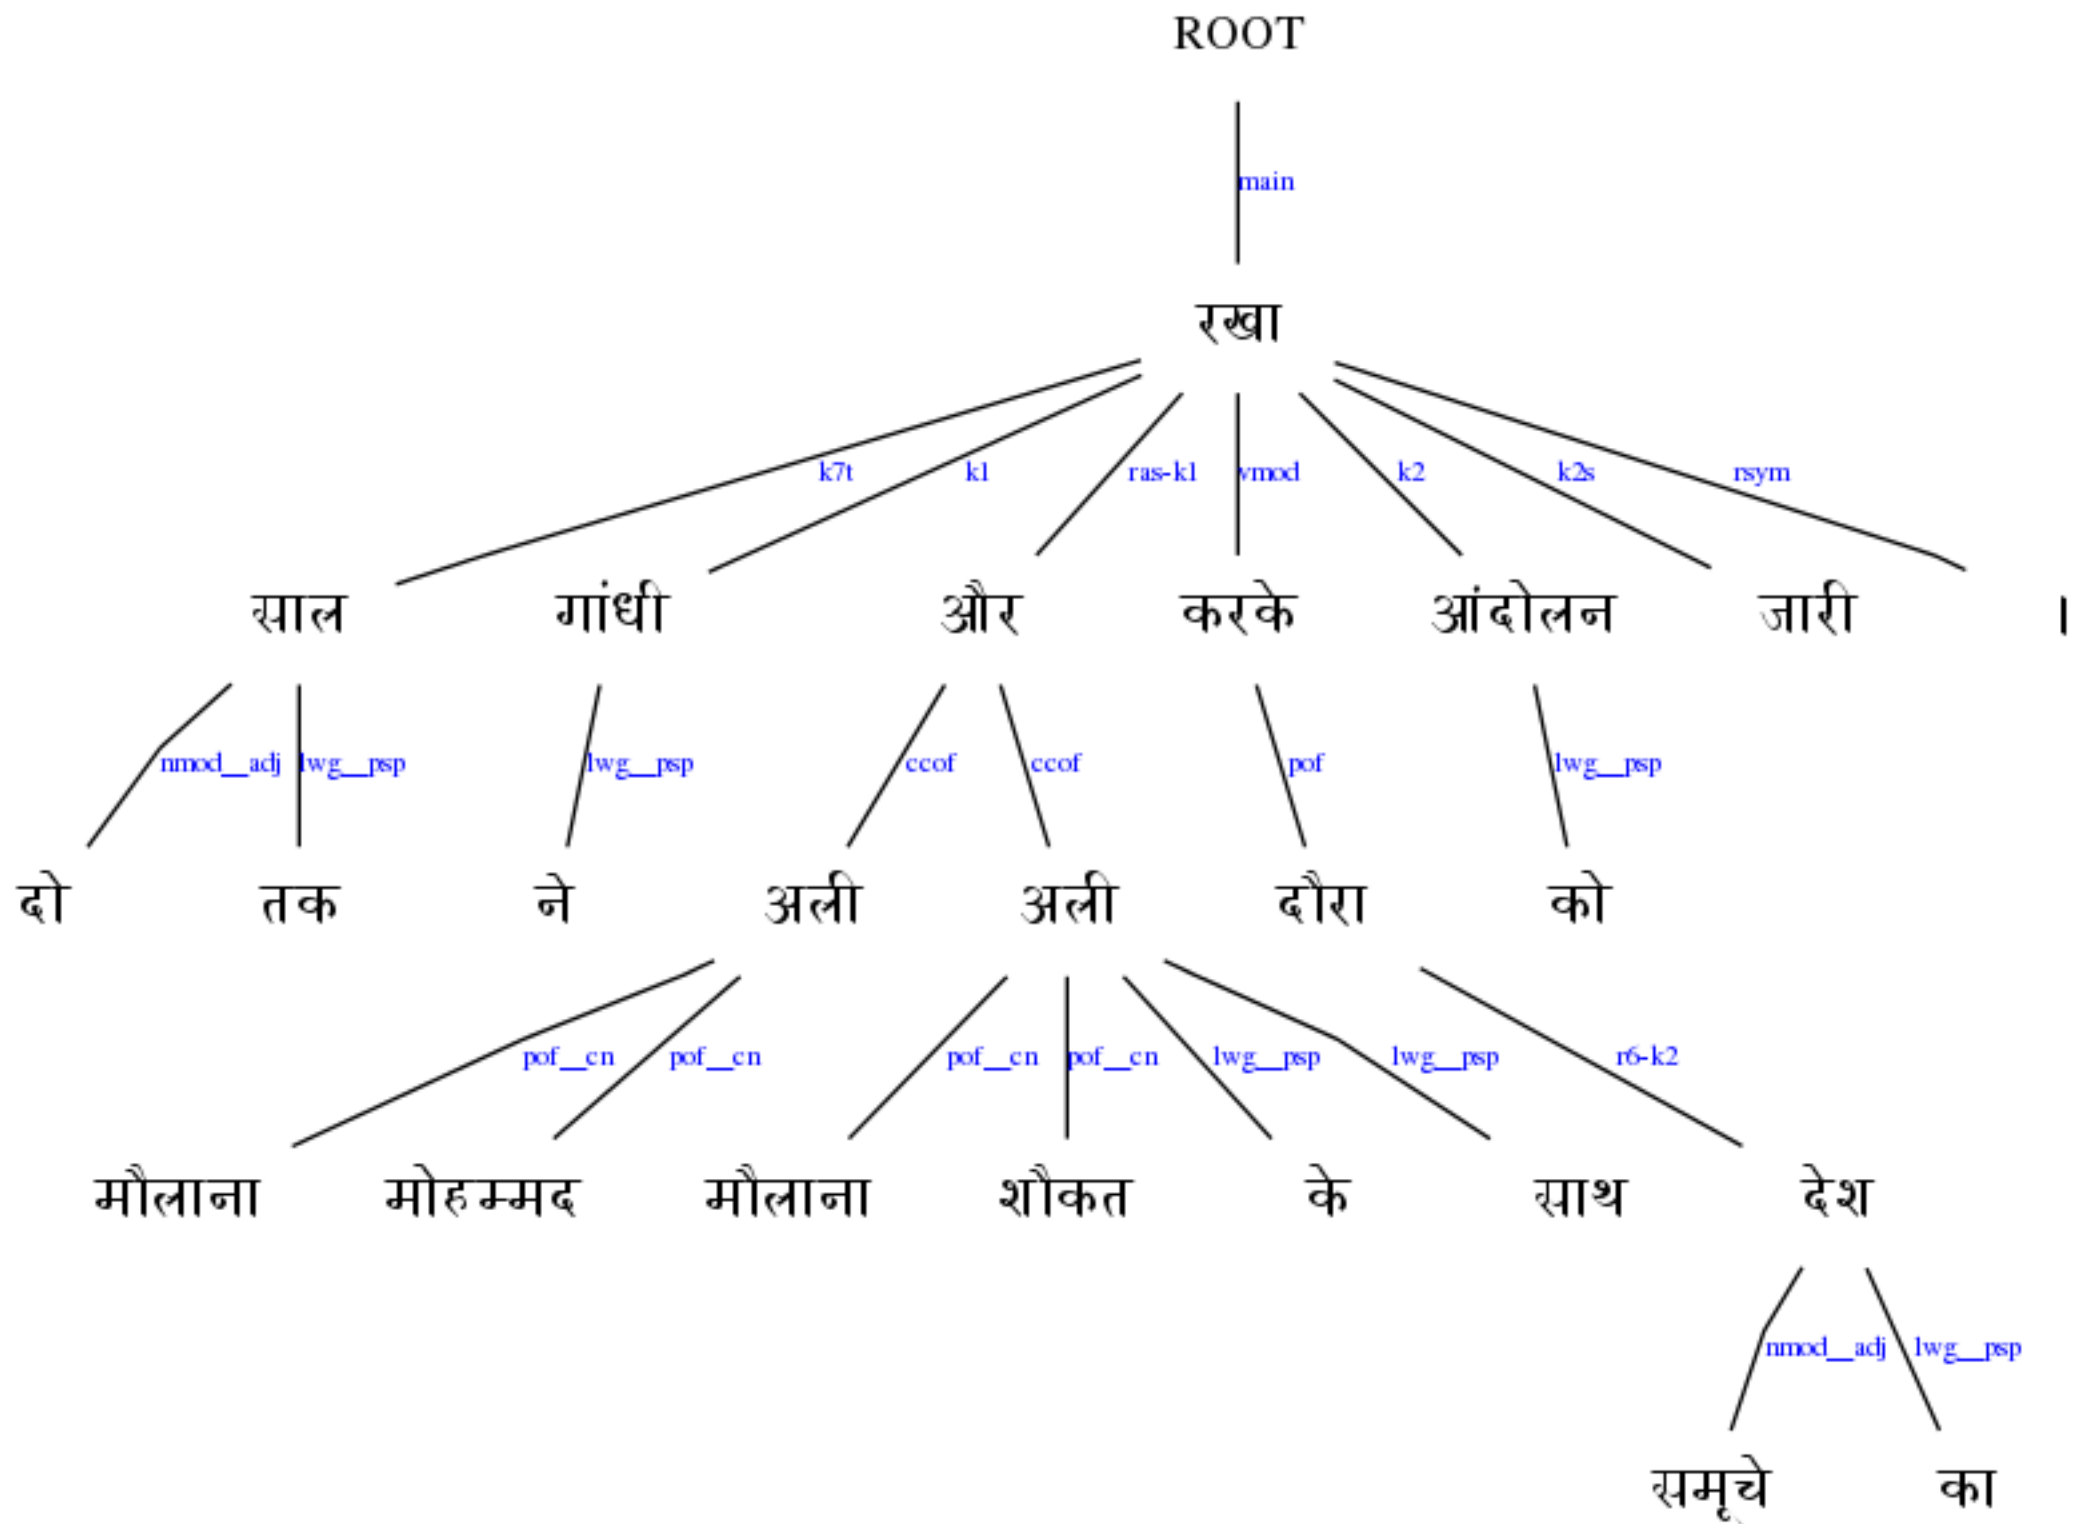 ROOT
main
रखा
k7t k1 ras-k1 vmod k2 k2s rsym
साल गांधी और करके आंदोलन जारी ।
nmod__adj lwg__psp lwg__psp ccof ccof pof lwg__psp
दो तक ने अली अली दौरा को
pof__cn pof__cn pof__cn pof__cn lwg__psp lwg__psp r6-k2
मौलाना मोहम्मद मौलाना शौकत के साथ देश
nmod__adj lwg__psp
समूचे का